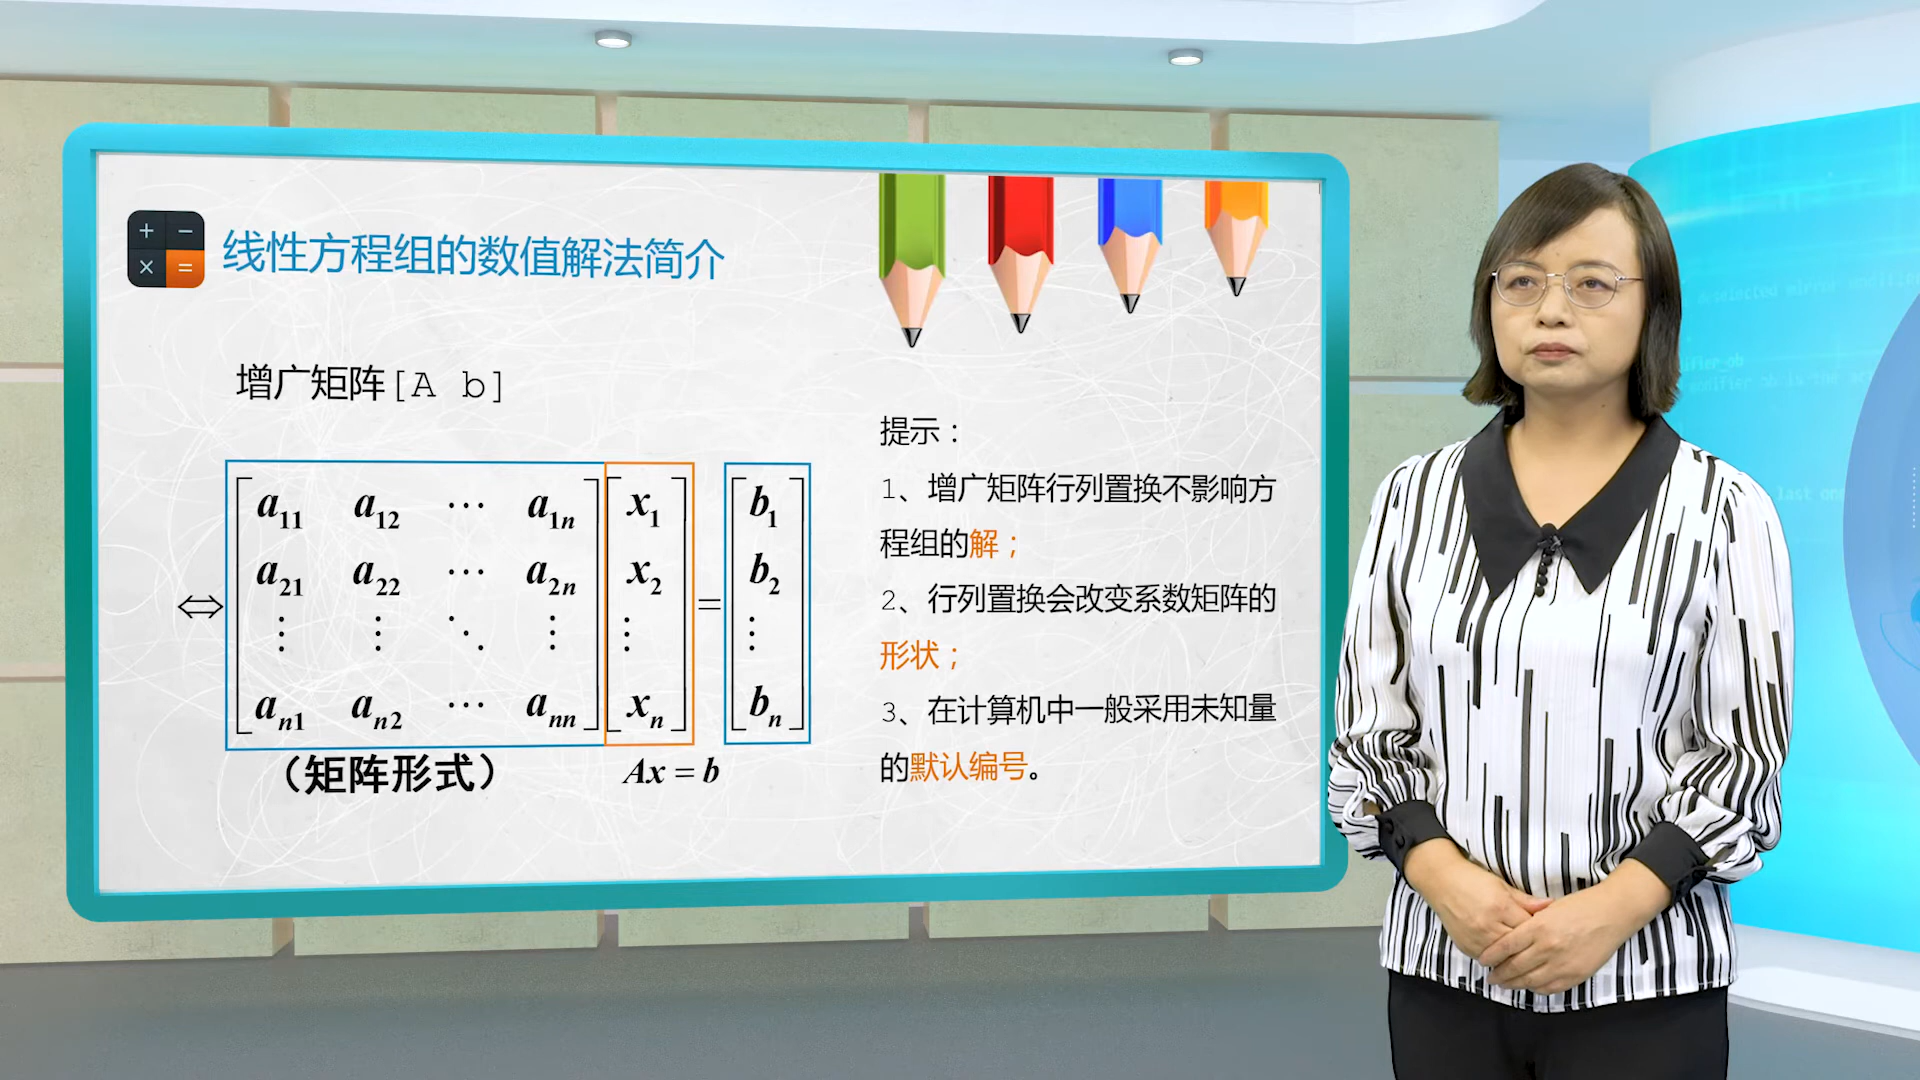 线性方程组的数值解法简介
增广矩阵[A b]
⇔ [a11 a12 ⋯ a1n] [x1] = [b1]
[a21 a22 ⋯ a2n] [x2] [b2]
[⋮ ⋮ ⋱ ⋮] [⋮] [⋮]
[an1 an2 ⋯ ann] [xn] [bn]
（矩阵形式） Ax = b
提示：
1、增广矩阵行列置换不影响方
程组的解；
2、行列置换会改变系数矩阵的
形状；
3、在计算机中一般采用未知量
的默认编号。